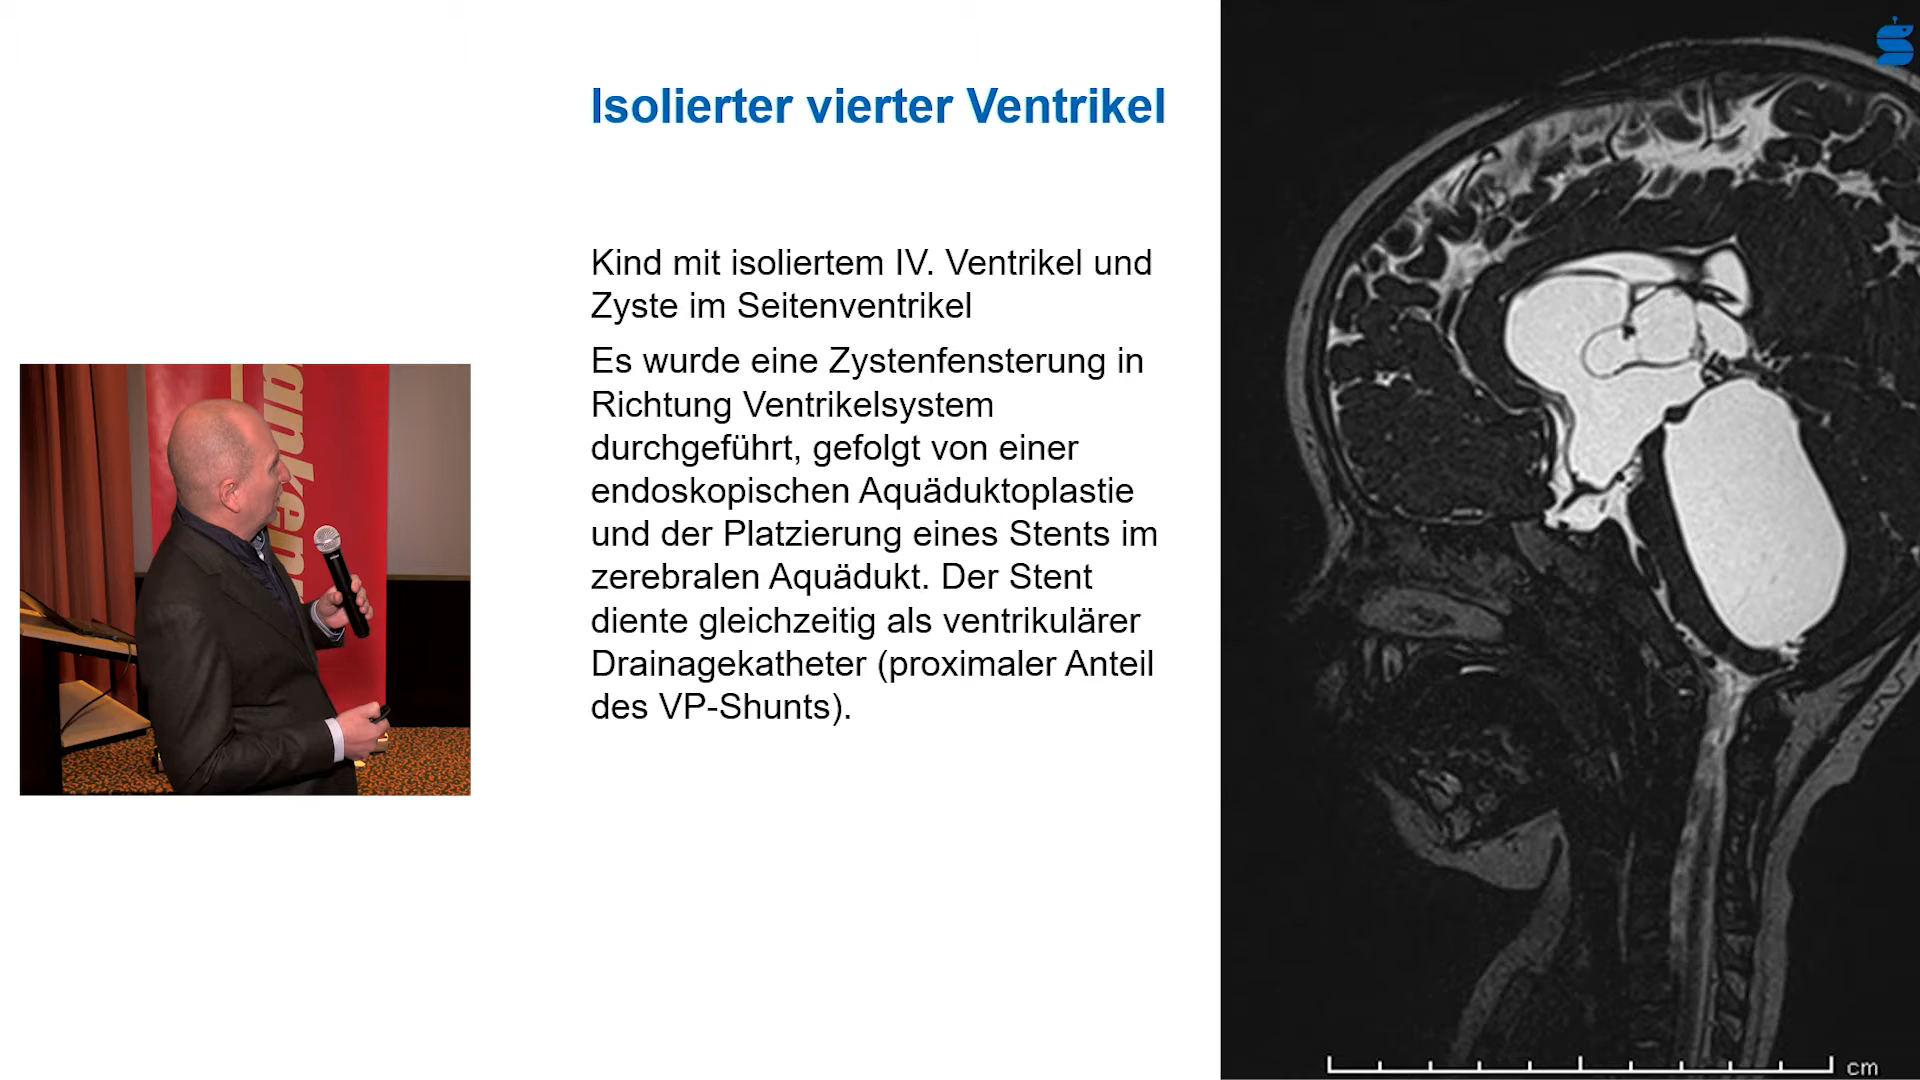 Isolierter vierter Ventrikel
Kind mit isoliertem IV. Ventrikel und
Zyste im Seitenventrikel
Es wurde eine Zystenfensterung in
Richtung Ventrikelsystem
durchgeführt, gefolgt von einer
endoskopischen Aquäduktoplastie
und der Platzierung eines Stents im
zerebralen Aquädukt. Der Stent
diente gleichzeitig als ventrikulärer
Drainagekatheter (proximaler Anteil
des VP-Shunts).
cm